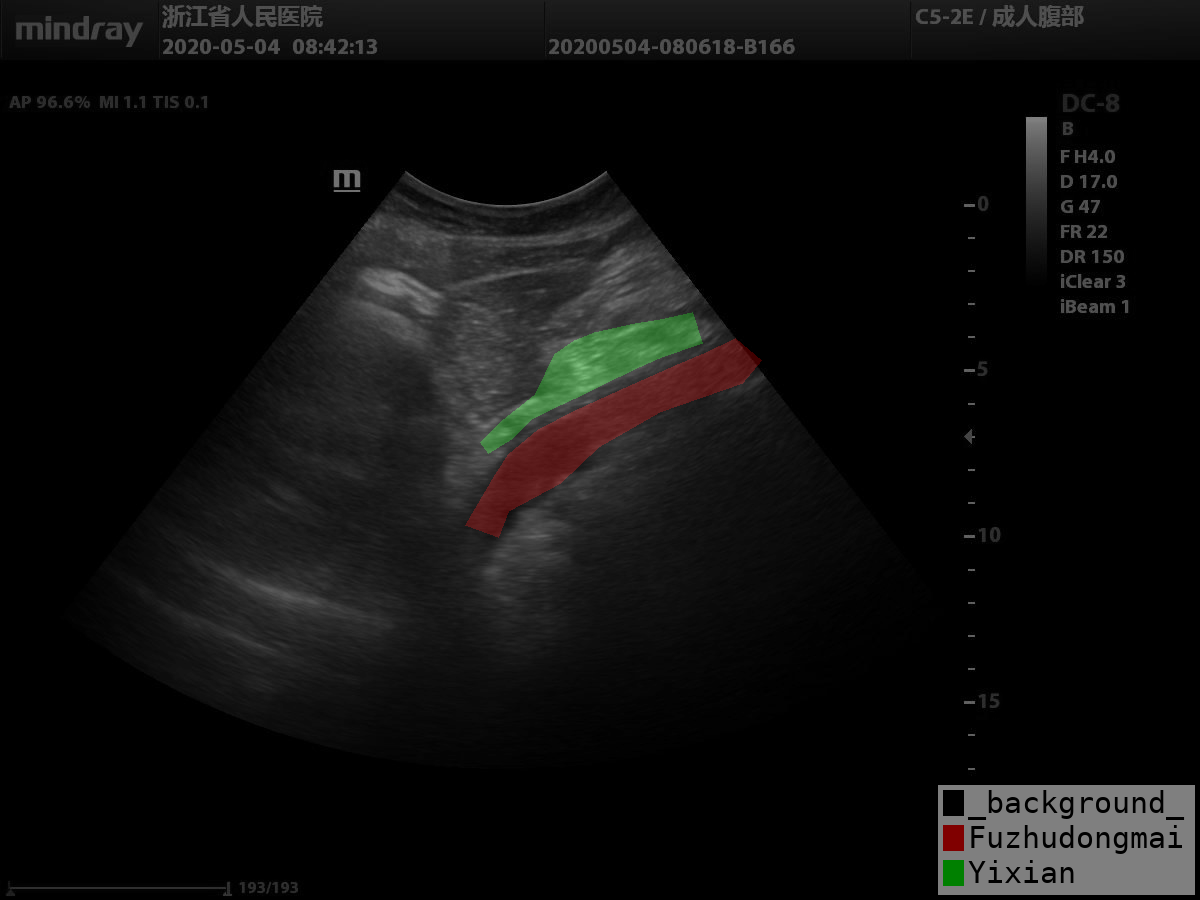 mindray
浙江省人民医院
2020-05-04 08:42:13
20200504-080618-B166
C5-2E / 成人腹部
AP 96.6% MI 1.1 TIS 0.1
DC-8
B
F H4.0
D 17.0
G 47
FR 22
DR 150
iClear 3
iBeam 1
m
0
5
10
15
_background_
Fuzhudongmai
Yixian
193/193